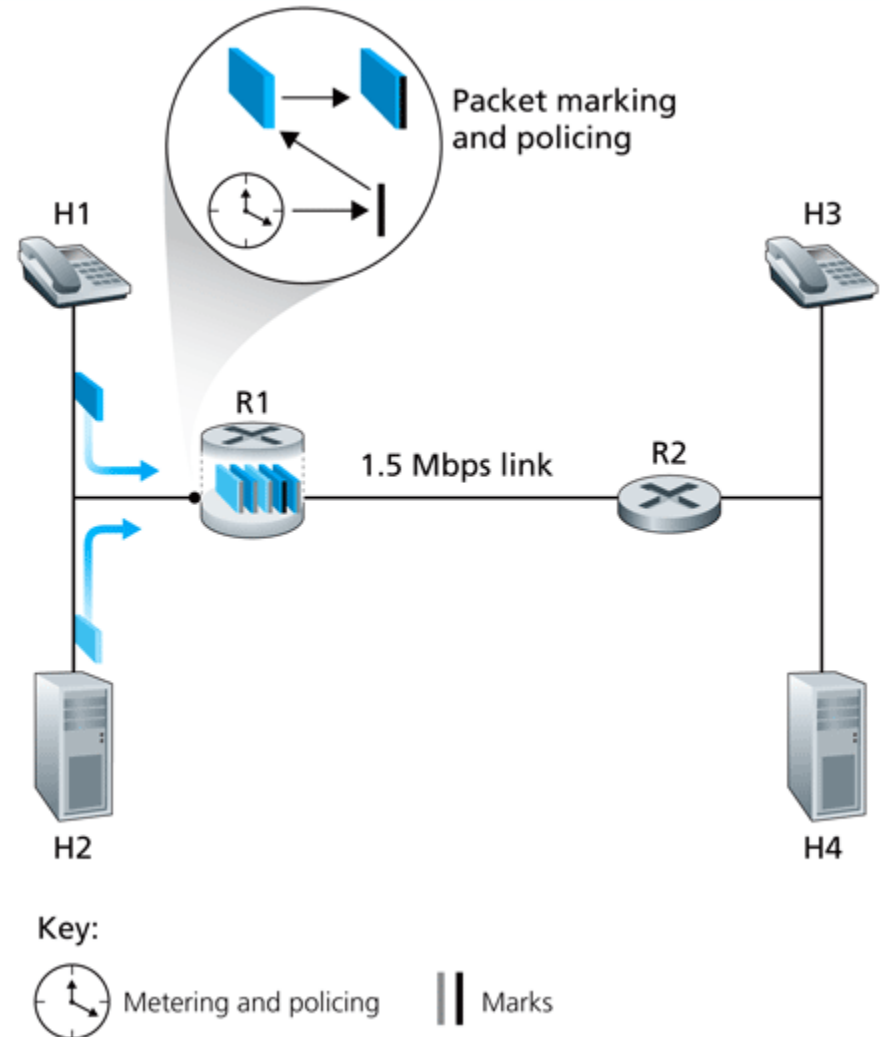 Packet marking
and policing
H1
H3
R1
1.5 Mbps link
R2
H2
H4
Key:
Metering and policing
Marks